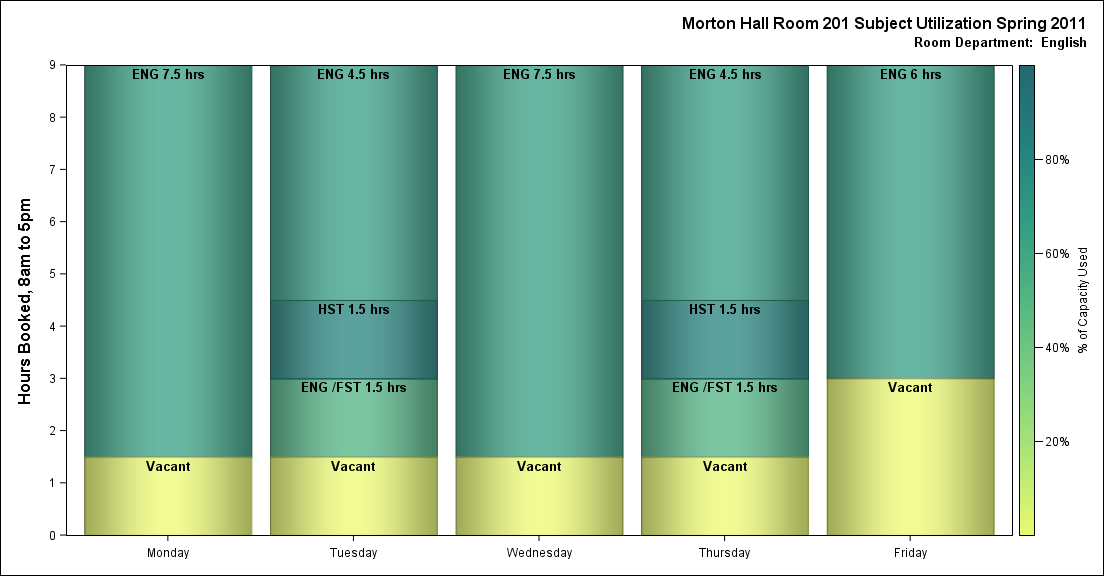 Morton Hall Room 201 Subject Utilization Spring 2011
Room Department:  English
Hours Booked, 8am to 5pm
9
8
7
6
5
4
3
2
1
0
ENG 7.5 hrs
Vacant
ENG 4.5 hrs
HST 1.5 hrs
ENG /FST 1.5 hrs
Vacant
ENG 7.5 hrs
Vacant
ENG 4.5 hrs
HST 1.5 hrs
ENG /FST 1.5 hrs
Vacant
ENG 6 hrs
Vacant
Monday
Tuesday
Wednesday
Thursday
Friday
80%
60%
40%
20%
% of Capacity Used